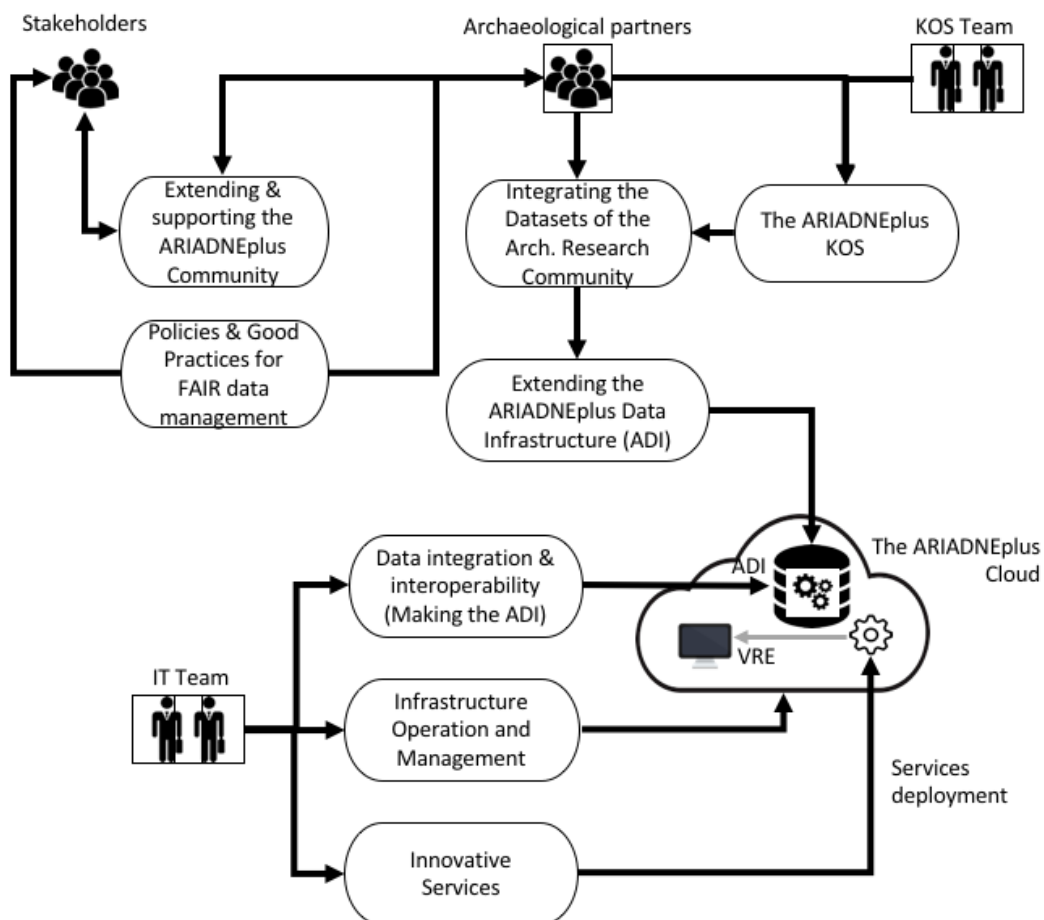 Stakeholders
Archaeological partners
KOS Team
Extending &
supporting the
ARIADNEplus
Community
Integrating the
Datasets of the
Arch. Research
Community
The ARIADNEplus
KOS
Policies & Good
Practices for
FAIR data
management
Extending the
ARIADNEplus Data
Infrastructure (ADI)
Data integration &
interoperability
(Making the ADI)
ADI
The ARIADNEplus
Cloud
VRE
IT Team
Infrastructure
Operation and
Management
Services
deployment
Innovative
Services